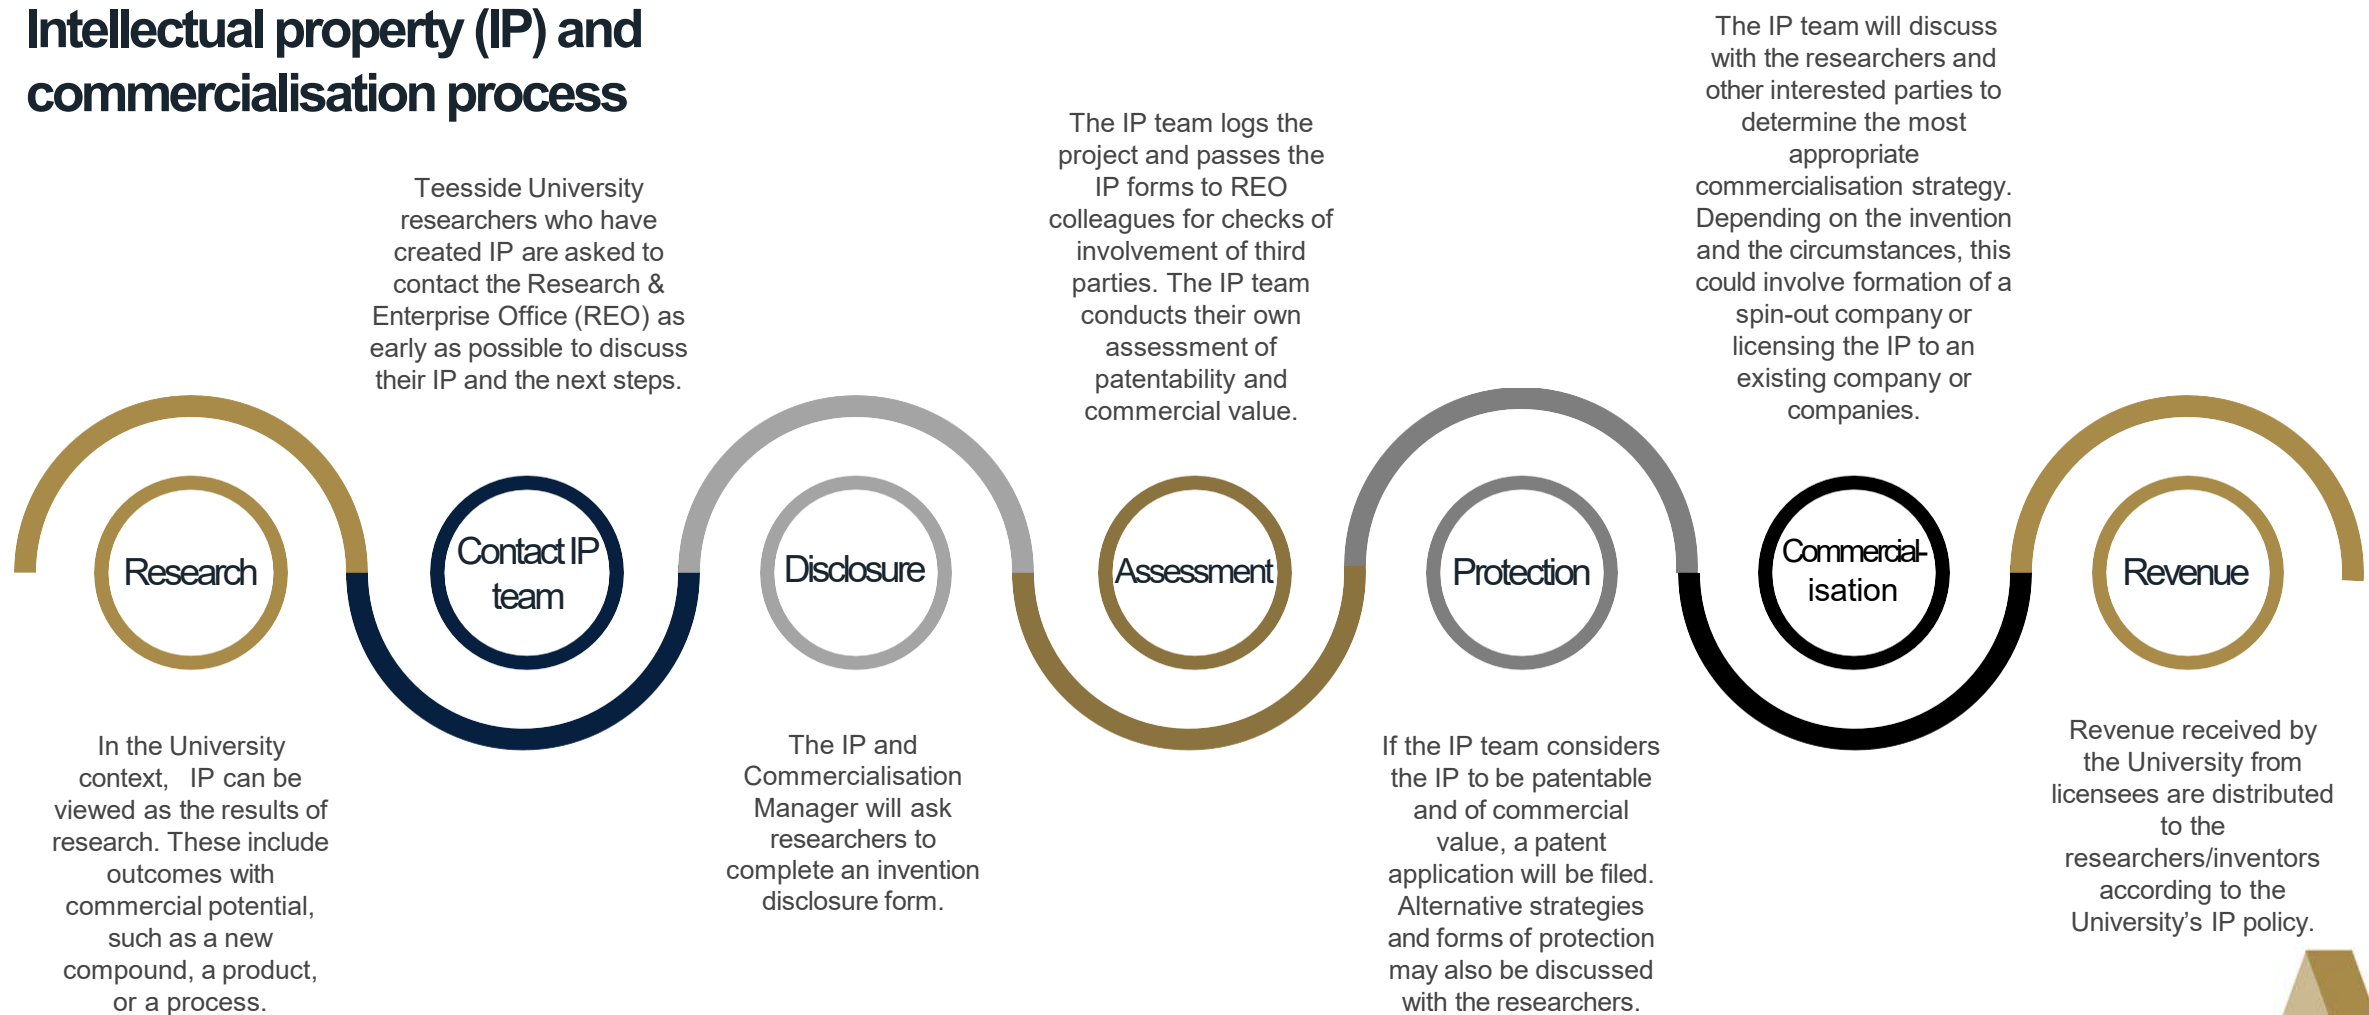 Intellectual property (IP) and
commercialisation process
Research
In the University
context, IP can be
viewed as the results of
research. These include
outcomes with
commercial potential,
such as a new
compound, a product,
or a process.
Teesside University
researchers who have
created IP are asked to
contact the Research &
Enterprise Office (REO) as
early as possible to discuss
their IP and the next steps.
Contact IP
team
Disclosure
The IP and
Commercialisation
Manager will ask
researchers to
complete an invention
disclosure form.
The IP team logs the
project and passes the
IP forms to REO
colleagues for checks of
involvement of third
parties. The IP team
conducts their own
assessment of
patentability and
commercial value.
Assessment
Protection
If the IP team considers
the IP to be patentable
and of commercial
value, a patent
application will be filed.
Alternative strategies
and forms of protection
may also be discussed
with the researchers.
The IP team will discuss
with the researchers and
other interested parties to
determine the most
appropriate
commercialisation strategy.
Depending on the invention
and the circumstances, this
could involve formation of a
spin-out company or
licensing the IP to an
existing company or
companies.
Commercial-
isation
Revenue
Revenue received by
the University from
licensees are distributed
to the
researchers/inventors
according to the
University’s IP policy.